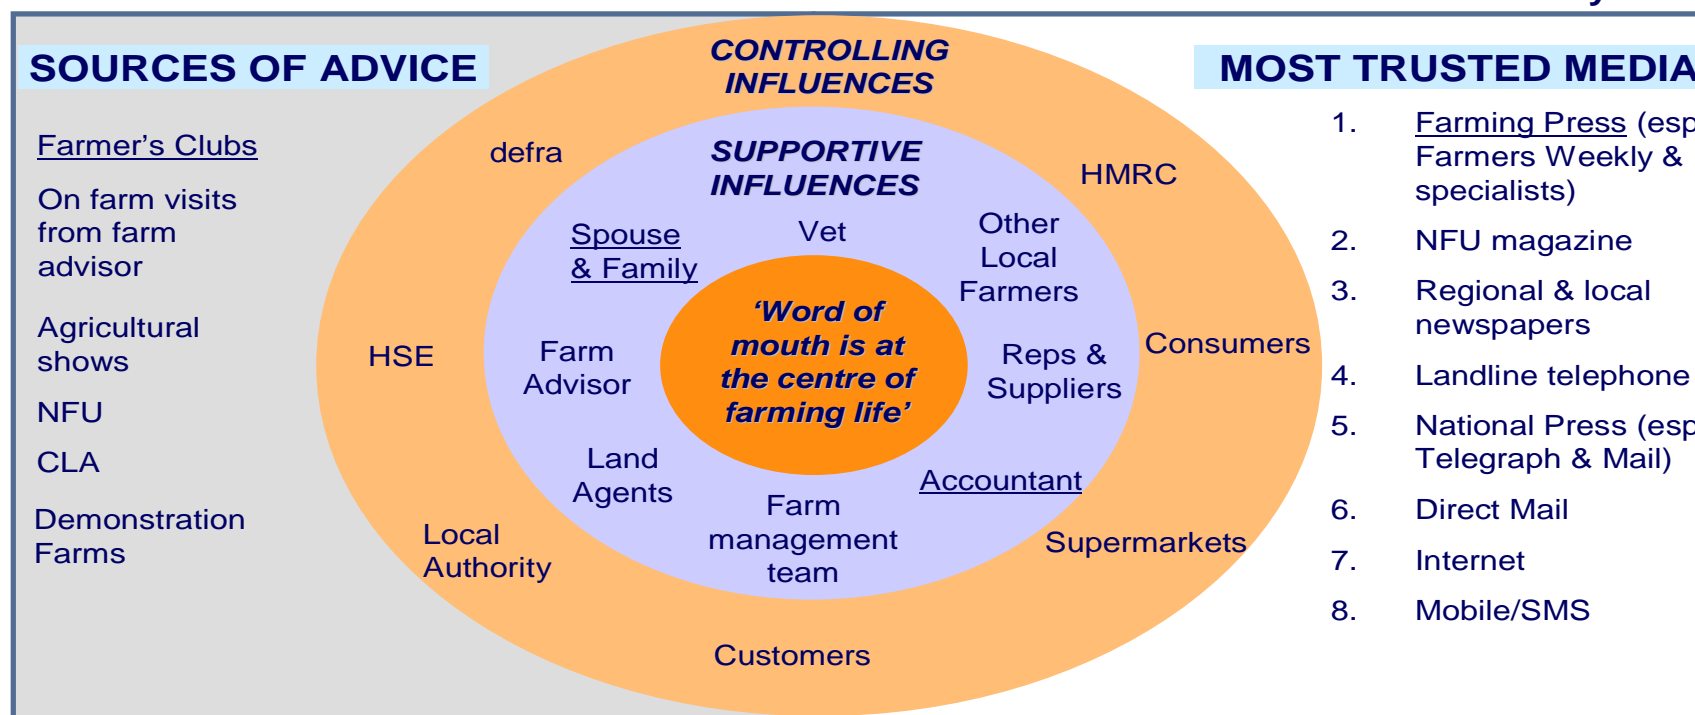 SOURCES OF ADVICE
Farmer’s Clubs
On farm visits
from farm
advisor
Agricultural
shows
NFU
CLA
Demonstration
Farms
CONTROLLING
INFLUENCES
defra
HMRC
HSE
Consumers
Local
Authority
Supermarkets
Customers
SUPPORTIVE
INFLUENCES
Spouse
& Family
Vet
Other
Local
Farmers
Farm
Advisor
Reps &
Suppliers
Land
Agents
Accountant
Farm
management
team
‘Word of
mouth is at
the centre of
farming life’
MOST TRUSTED MEDIA
1. Farming Press (esp
Farmers Weekly &
specialists)
2. NFU magazine
3. Regional & local
newspapers
4. Landline telephone
5. National Press (esp
Telegraph & Mail)
6. Direct Mail
7. Internet
8. Mobile/SMS